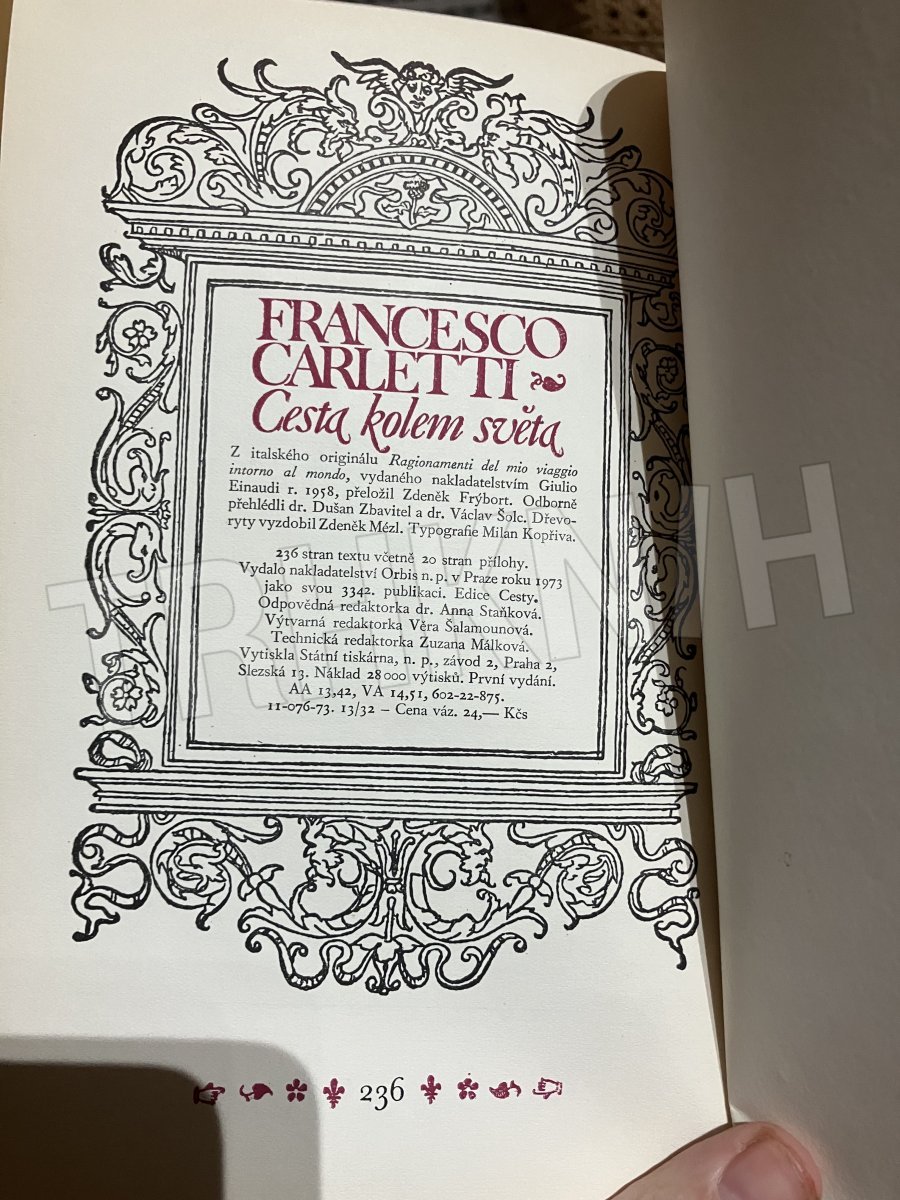 FRANCESCO
CARLETTI
Cesta kolem světa
Z italského originálu Ragionamenti del mio viaggio
intorno al mondo, vydaného nakladatelstvím Giulio
Einaudi r. 1958, přeložil Zdeněk Frýbort. Odborně
přehlédli dr. Dušan Zbavitel a dr. Václav Šolc. Dřevo-
ryty vyzdobil Zdeněk Mézl. Typografie Milan Kopřiva.
236 stran textu včetně 20 stran přílohy.
Vydalo nakladatelství Orbis n. p. v Praze roku 1973
jako svou 3342. publikaci. Edice Cesty.
Odpovědná redaktorka dr. Anna Staňková.
Výtvarná redaktorka Věra Šalamounová.
Technická redaktorka Zuzana Málková.
Vytiskla Státní tiskárna, n. p., závod 2, Praha 2,
Slezská 13. Náklad 28 000 výtisků. První vydání.
AA 13,42, VA 14,51, 602-22-875.
11-076-73. 13/32 – Cena váz. 24,— Kčs
236